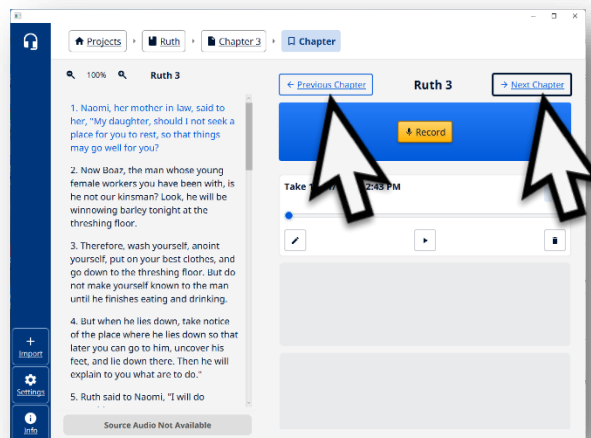 Projects
Ruth
Chapter 3
Chapter
100%
Ruth 3
1. Naomi, her mother in law, said to
her, "My daughter, should I not seek a
place for you to rest, so that things
may go well for you?
2. Now Boaz, the man whose young
female workers you have been with, is
he not our kinsman? Look, he will be
winnowing barley tonight at the
threshing floor.
3. Therefore, wash yourself, anoint
yourself, put on your best clothes, and
go down to the threshing floor. But do
not make yourself known to the man
until he finishes eating and drinking.
4. But when he lies down, take notice
of the place where he lies down so that
later you can go to him, uncover his
feet, and lie down there. Then he will
explain to you what are to do."
5. Ruth said to Naomi, "I will do
Source Audio Not Available
← Previous Chapter
Ruth 3
→ Next Chapter
Record
Take 1
2:43 PM
Import
Settings
Info